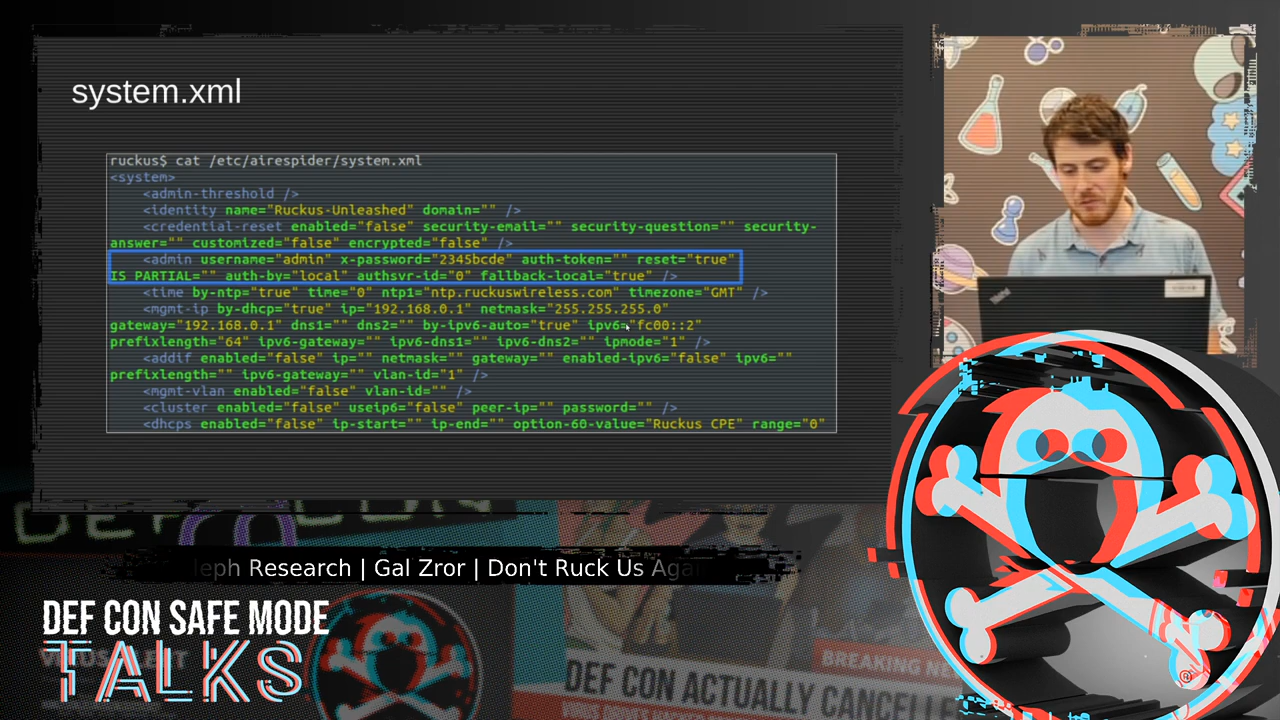 system.xml
ruckus$ cat /etc/airespider/system.xml
<system>
<admin-threshold />
<identity name="Ruckus-Unleashed" domain="" />
<credential-reset enabled="false" security-email="" security-question="" security-
answer="" customized="false" encrypted="false" />
<admin username="admin" x-password="2345bcde" auth-token="" reset="true"
IS_PARTIAL="" auth-by="local" authsvr-id="0" fallback-local="true" />
<time by-ntp="true" time="0" ntp1="ntp.ruckuswireless.com" timezone="GMT" />
<mgmt-ip by-dhcp="true" ip="192.168.0.1" netmask="255.255.255.0"
gateway="192.168.0.1" dns1="" dns2="" by-ipv6-auto="true" ipv6="fc00::2"
prefixlength="64" ipv6-gateway="" ipv6-dns1="" ipv6-dns2="" ipmode="1" />
<addif enabled="false" ip="" netmask="" gateway="" enabled-ipv6="false" ipv6=""
prefixlength="" ipv6-gateway="" vlan-id="1" />
<mgmt-vlan enabled="false" vlan-id="" />
<cluster enabled="false" useip6="false" peer-ip="" password="" />
<dhcps enabled="false" ip-start="" ip-end="" option-60-value="Ruckus CPE" range="0"
ThinkPad
DEF CON
leph Research | Gal Zror | Don't Ruck Us Agai
DEF CON SAFE MODE
TALKS
BREAKING NE
DEF CON ACTUALLY CANCELLE